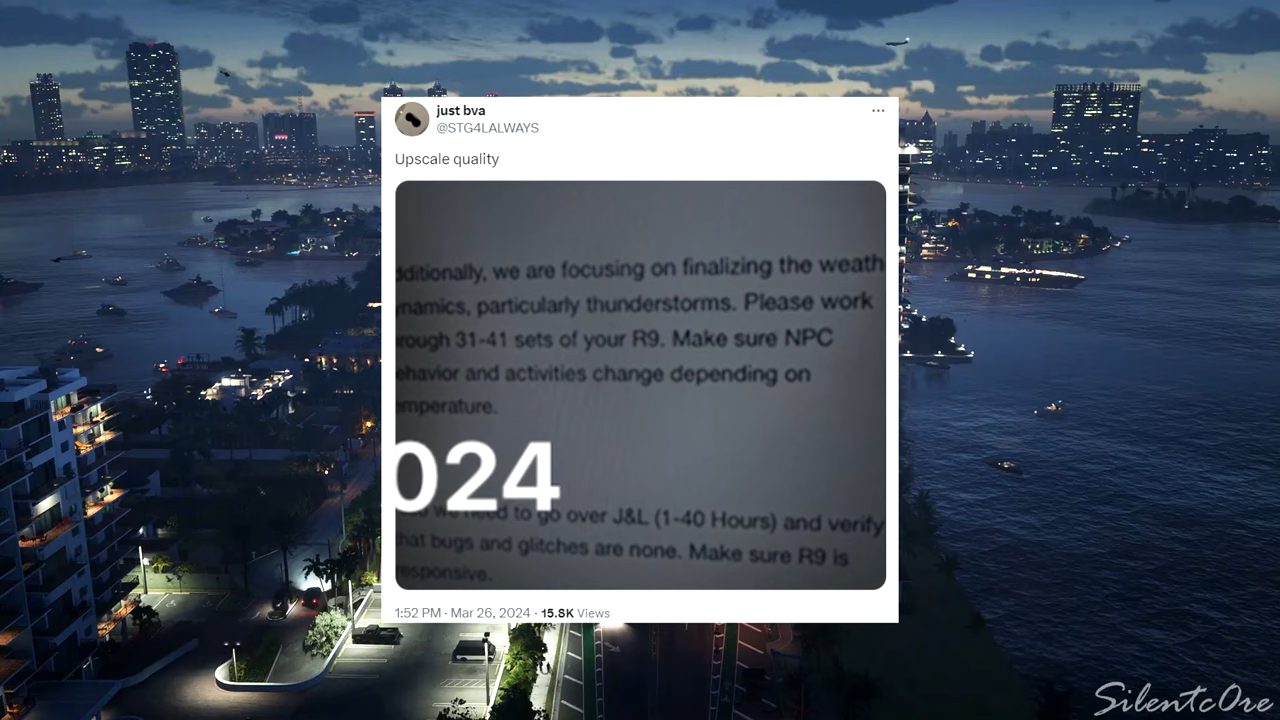 just bva
@STG4LALWAYS
Upscale quality
dditionally, we are focusing on finalizing the weath
namics, particularly thunderstorms. Please work
rough 31-41 sets of your R9. Make sure NPC
ehavior and activities change depending on
mperature.
024
we need to go over J&L (1-40 Hours) and verify
hat bugs and glitches are none. Make sure R9 is
responsive.
1:52 PM · Mar 26, 2024 · 15.8K Views
SilentcOre